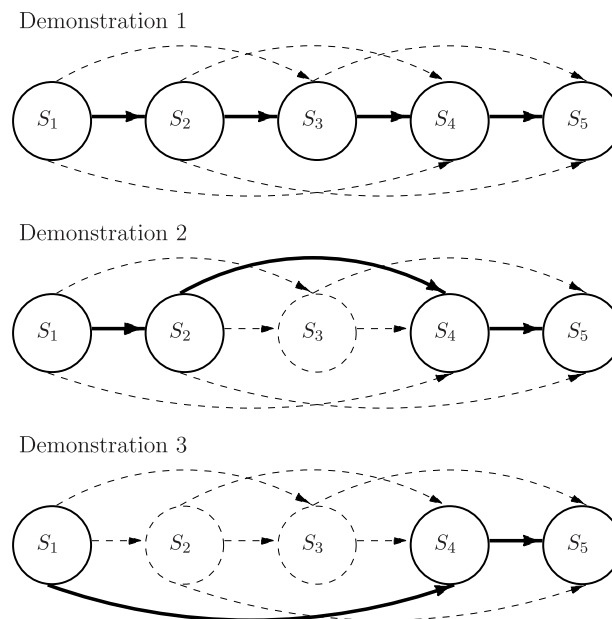 Demonstration 1
S1 S2 S3 S4 S5
Demonstration 2
S1 S2 S3 S4 S5
Demonstration 3
S1 S2 S3 S4 S5